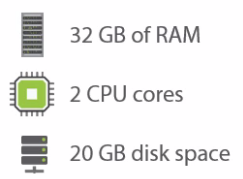 32 GB of RAM
2 CPU cores
20 GB disk space